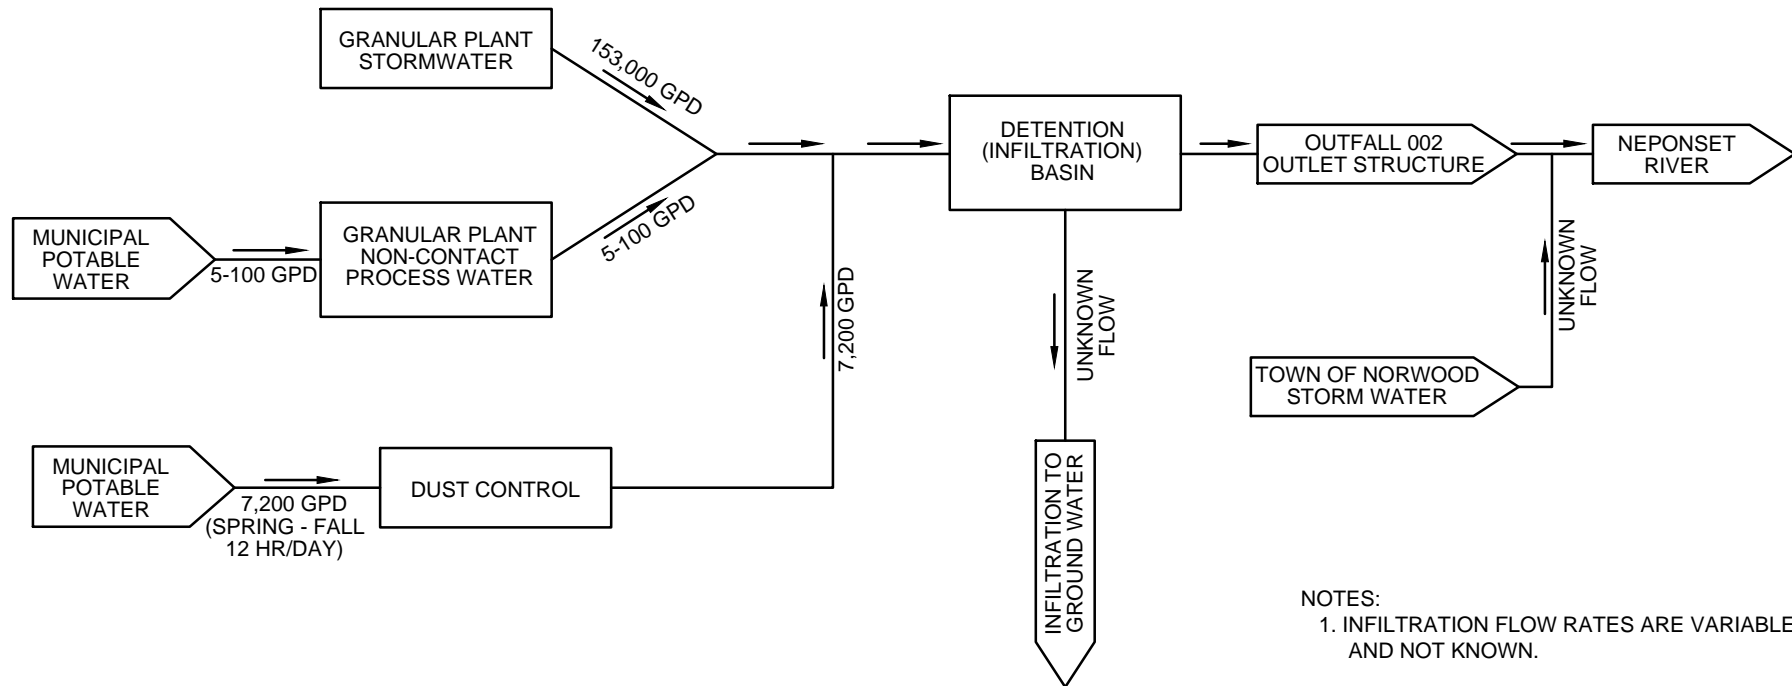 GRANULAR PLANT
STORMWATER
153,000 GPD
MUNICIPAL
POTABLE
WATER
5-100 GPD
GRANULAR PLANT
NON-CONTACT
PROCESS WATER
5-100 GPD
MUNICIPAL
POTABLE
WATER
7,200 GPD
(SPRING - FALL
12 HR/DAY)
DUST CONTROL
7,200 GPD
DETENTION
(INFILTRATION)
BASIN
UNKNOWN
FLOW
INFILTRATION TO
GROUND WATER
OUTFALL 002
OUTLET STRUCTURE
NEPONSET
RIVER
UNKNOWN
FLOW
TOWN OF NORWOOD
STORM WATER
NOTES:
1. INFILTRATION FLOW RATES ARE VARIABLE
AND NOT KNOWN.